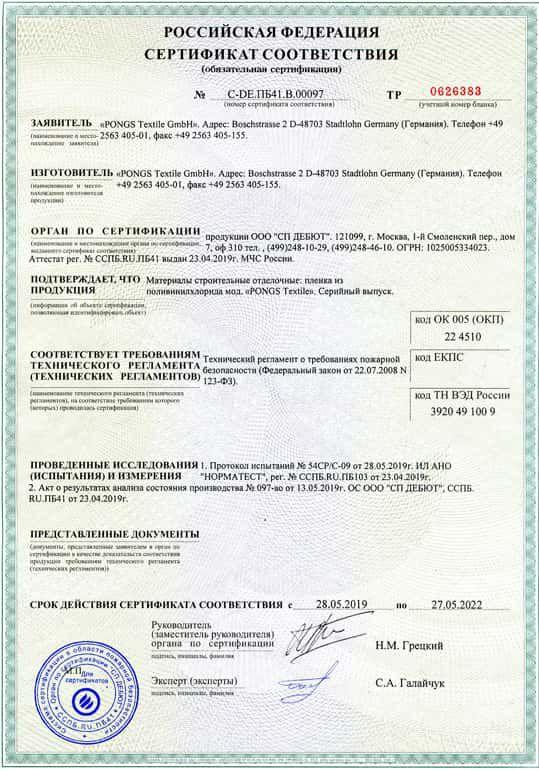 РОССИЙСКАЯ ФЕДЕРАЦИЯ
СЕРТИФИКАТ СООТВЕТСТВИЯ
(обязательная сертификация)
№ C-DE.ПБ41.В.00097 ТР 0626383
(номер сертификата соответствия) (учетный номер бланка)
ЗАЯВИТЕЛЬ «PONGS Textile GmbH». Адрес: Boschstrasse 2 D-48703 Stadtlohn Germany (Германия). Телефон +49
(наименование и место- 2563 405-01, факс +49 2563 405-155.
нахождение заявителя)
ИЗГОТОВИТЕЛЬ «PONGS Textile GmbH». Адрес: Boschstrasse 2 D-48703 Stadtlohn Germany (Германия). Телефон
(наименование и место- +49 2563 405-01, факс +49 2563 405-155.
нахождение изготовителя
продукции)
ОРГАН ПО СЕРТИФИКАЦИИ продукции ООО "СП ДЕБЮТ". 121099, г. Москва, 1-й Смоленский пер., дом
(наименование и местонахождение органа по сертификации, 7, оф 310 тел. , (499)248-10-29, (499)248-46-10. ОГРН: 1025005334023.
выдавшего сертификат соответствия)
Аттестат рег. № ССПБ.RU.ПБ41 выдан 23.04.2019г. МЧС России.
ПОДТВЕРЖДАЕТ, ЧТО Материалы строительные отделочные: пленка из
ПРОДУКЦИЯ поливинилхлорида мод. «PONGS Textile». Серийный выпуск.
(информация об объекте сертификации,
позволяющая идентифицировать объект)
код ОК 005 (ОКП)
22 4510
СООТВЕТСТВУЕТ ТРЕБОВАНИЯМ Технический регламент о требованиях пожарной
ТЕХНИЧЕСКОГО РЕГЛАМЕНТА безопасности (Федеральный закон от 22.07.2008 N
(ТЕХНИЧЕСКИХ РЕГЛАМЕНТОВ) 123-ФЗ).
код ЕКПС
(наименование технического регламента (технических
регламентов), на соответствие требованиям которого
(которых) проводилась сертификация)
код ТН ВЭД России
3920 49 100 9
ПРОВЕДЕННЫЕ ИССЛЕДОВАНИЯ 1. Протокол испытаний № 54СР/С-09 от 28.05.2019г. ИЛ АНО
(ИСПЫТАНИЯ) И ИЗМЕРЕНИЯ "НОРМАТЕСТ", рег. № ССПБ.RU.ПБ103 от 23.04.2019г.
2. Акт о результатах анализа состояния производства № 097-во от 13.05.2019г. ОС ООО "СП ДЕБЮТ", ССПБ.
RU.ПБ41 от 23.04.2019г.
ПРЕДСТАВЛЕННЫЕ ДОКУМЕНТЫ
(документы, представленные заявителем в орган по
сертификации в качестве доказательств соответствия
продукции требованиям технического регламента
(технических регламентов))
СРОК ДЕЙСТВИЯ СЕРТИФИКАТА СООТВЕТСТВИЯ с 28.05.2019 по 27.05.2022
Руководитель
(заместитель руководителя)
органа по сертификации Н.М. Грецкий
подпись, инициалы, фамилия
Эксперт (эксперты) С.А. Галайчук
подпись, инициалы, фамилия
Система сертификации в области пожарной безопасности
Орган по сертификации "СП ДЕБЮТ"
М.П.
Для
сертификатов
ССПБ.RU.ПБ41